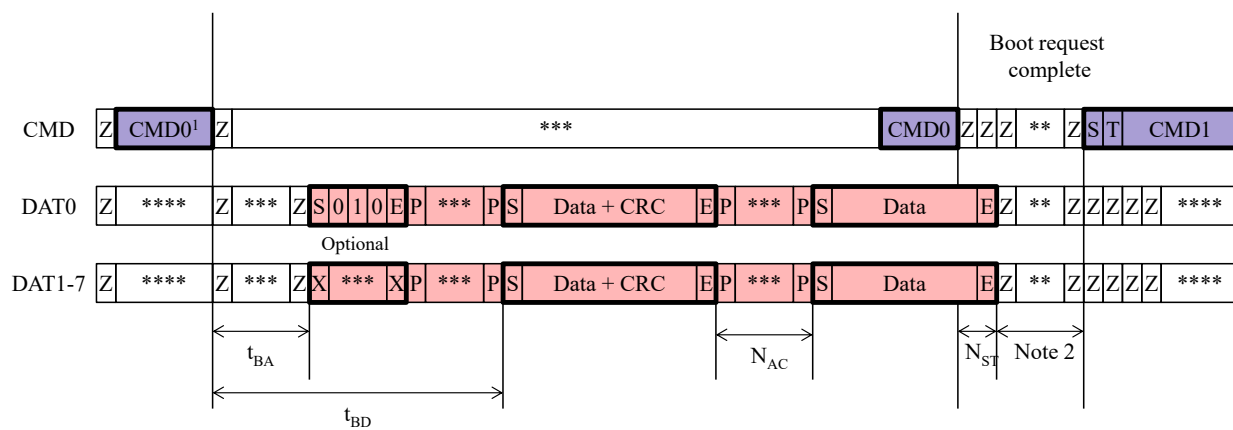 Boot request
complete
CMD Z CMD0¹ Z *** CMD0 Z Z Z ** Z S T CMD1
DAT0 Z **** Z *** Z S 0 1 0 E P *** P S Data + CRC E P *** P S Data E Z ** Z Z Z Z Z ****
Optional
DAT1-7 Z **** Z *** Z X *** X P *** P S Data + CRC E P *** P S Data E Z ** Z Z Z Z Z ****
tBA NAC NST Note 2
tBD